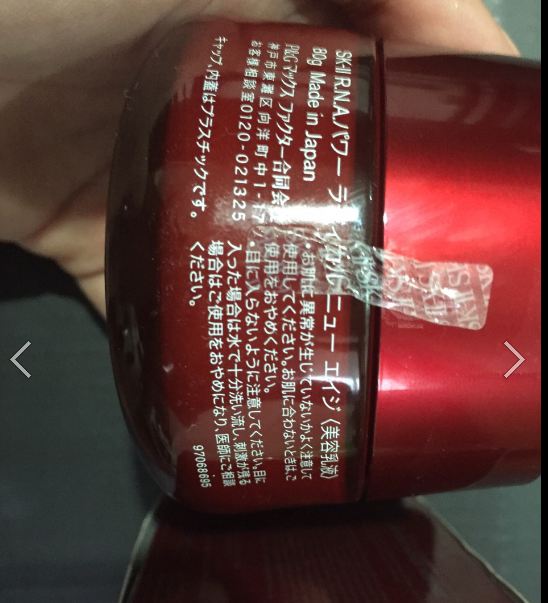 SK-II R.N.A.パワー ラ ニュー エイジ〈美容乳液〉
80g Made in Japan
P&Gマックス ファクター合同会
神戸市東灘区向洋町中1-17
お客様相談室0120-021325
キャップ、内蓋はプラスチックです。
•お肌に異常が生じていないかよく注意して
使用してください。お肌に合わないときは、ご
使用をおやめください。
•目に入らないように注意してください。目に
入った場合は水で十分洗い流し、刺激が残る
場合はご使用をおやめになり、医師にご相談
ください。
97068695